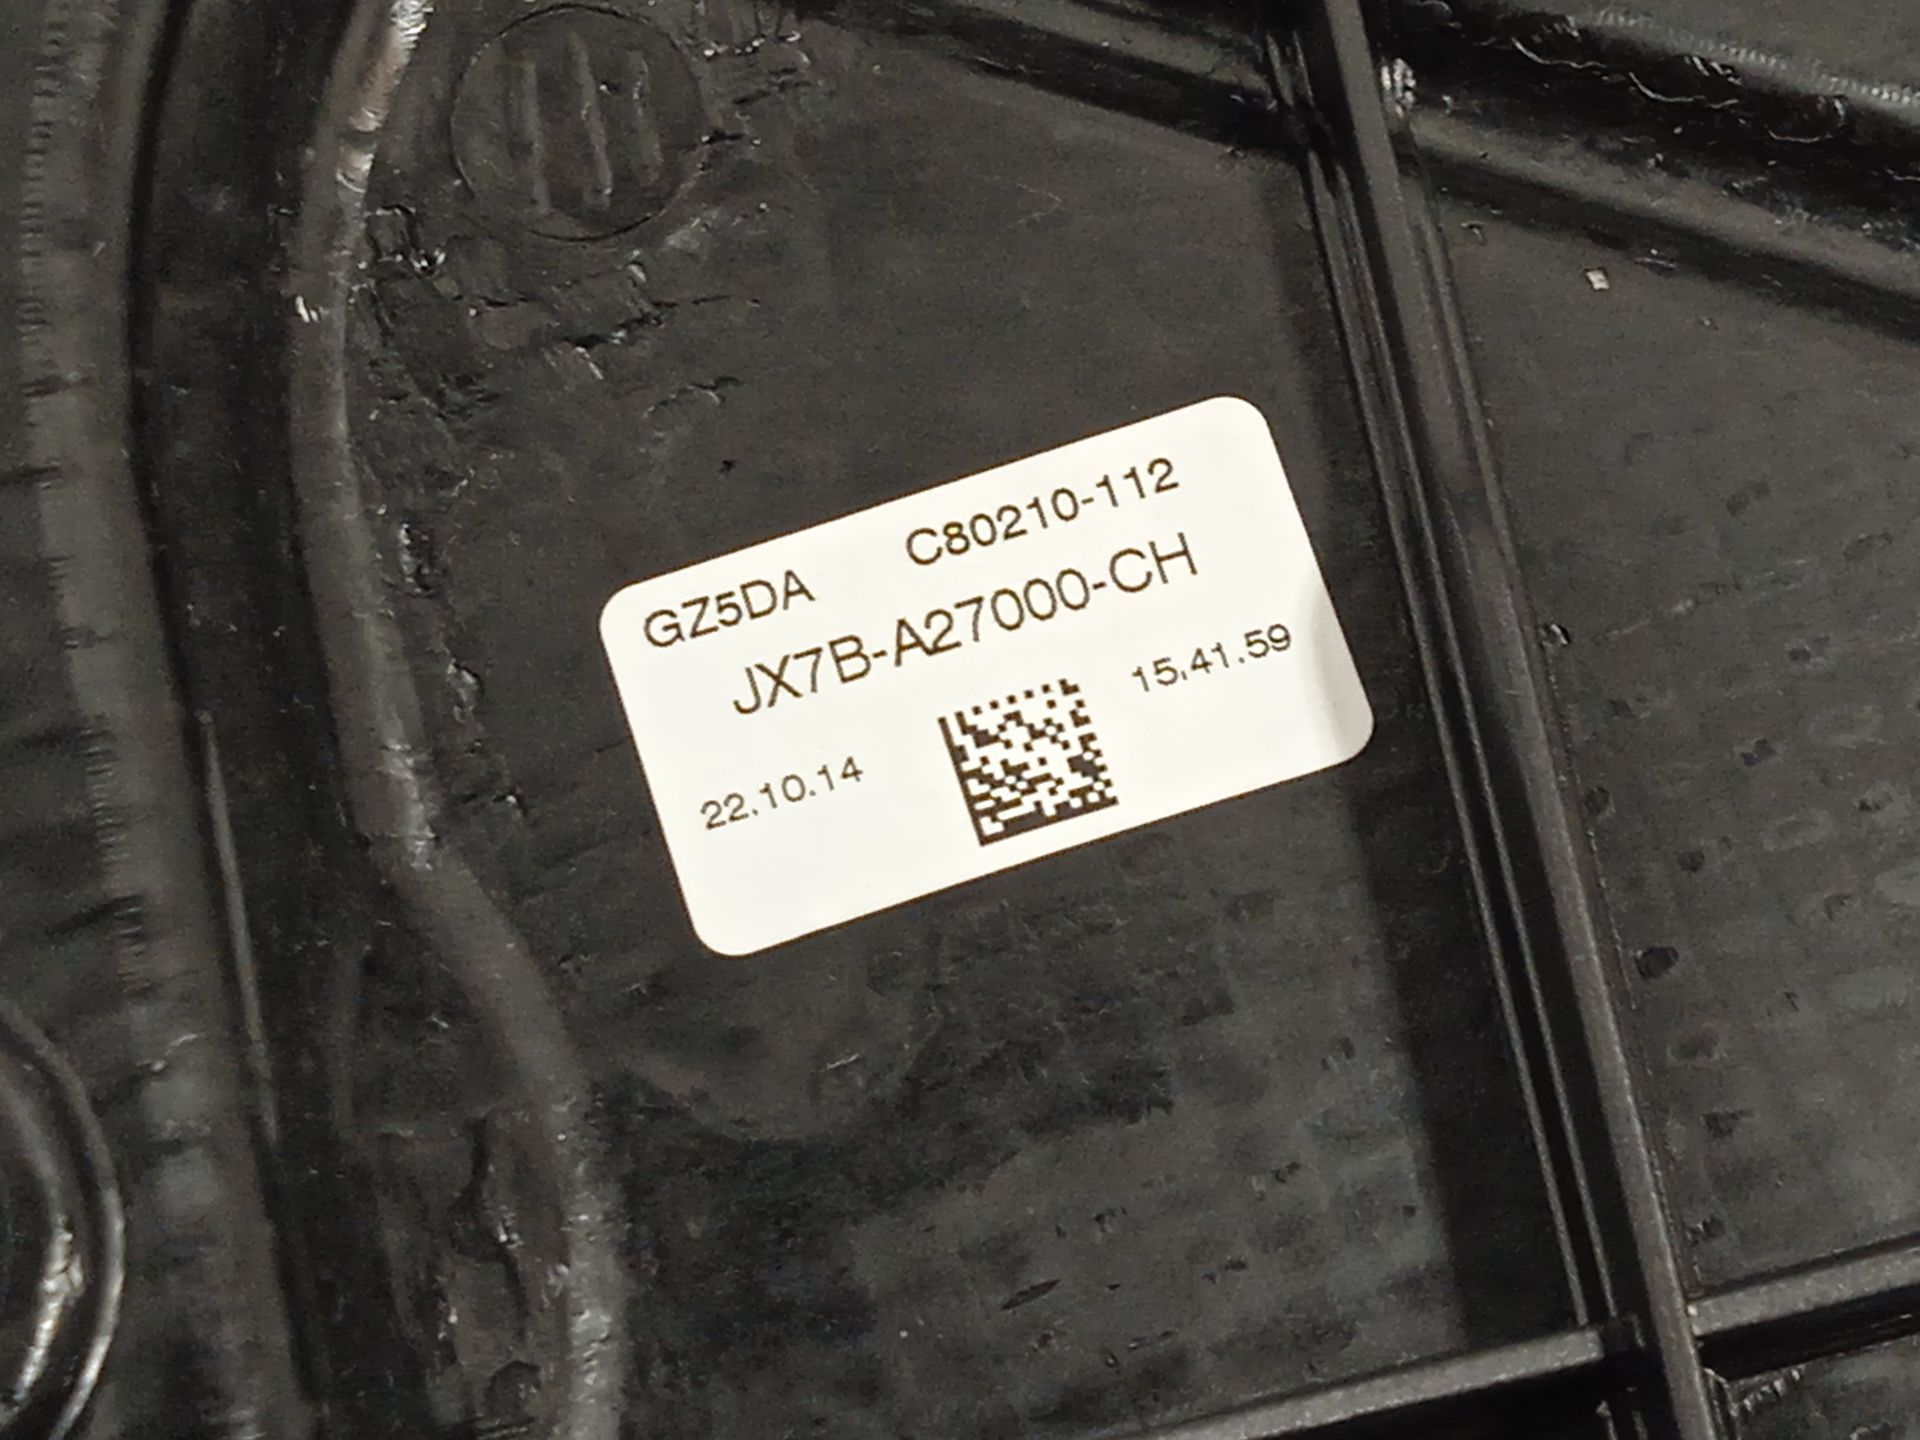 GZ5DA C80210-112
JX7B-A27000-CH
22.10.14 15.41.59